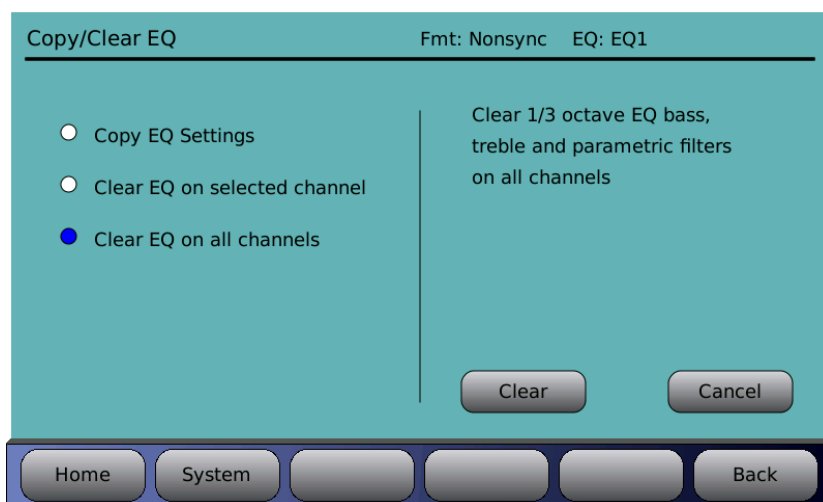 Copy/Clear EQ
Fmt: Nonsync EQ: EQ1
Copy EQ Settings
Clear EQ on selected channel
Clear EQ on all channels
Clear 1/3 octave EQ bass,
treble and parametric filters
on all channels
Clear
Cancel
Home
System
Back